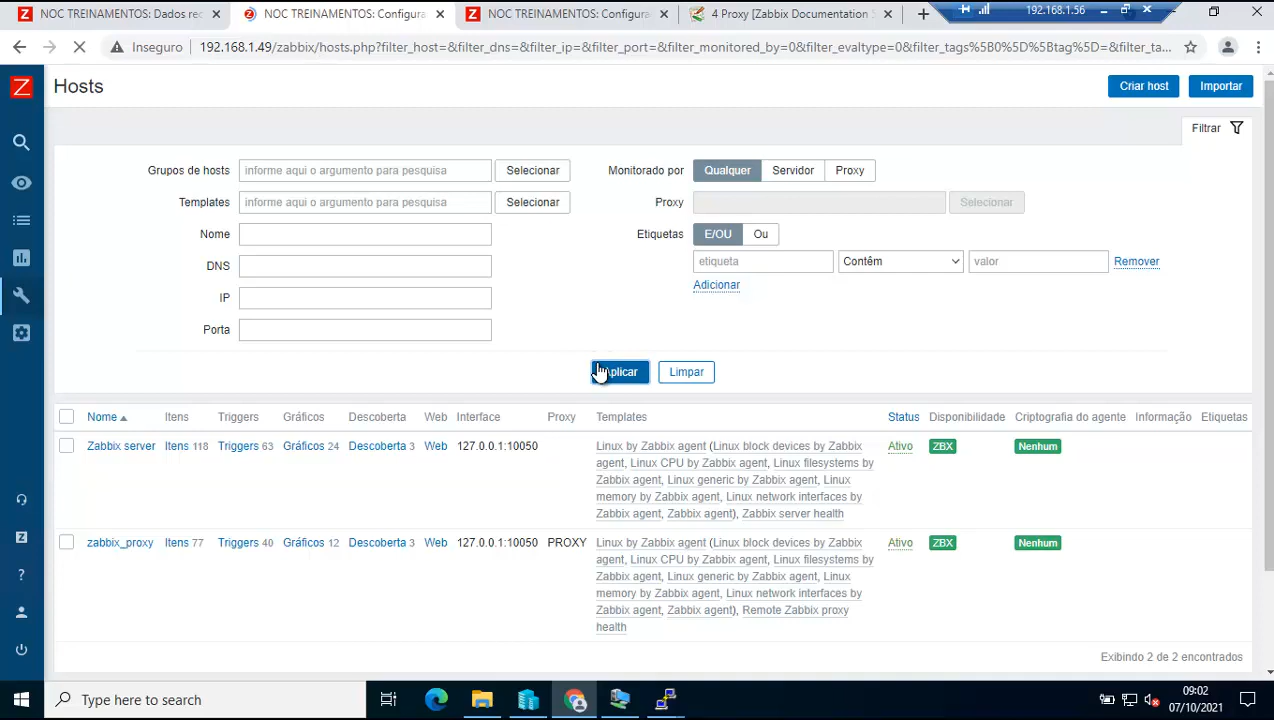 NOC TREINAMENTOS: Dados rec
NOC TREINAMENTOS: Configura
NOC TREINAMENTOS: Configura
4 Proxy [Zabbix Documentation 5
192.168.1.56
Inseguro
192.168.1.49/zabbix/hosts.php?filter_host=&filter_dns=&filter_ip=&filter_port=&filter_monitored_by=0&filter_evaltype=0&filter_tags%5B0%5D%5Btag%5D=&filter_ta...
Z
Hosts
Criar host
Importar
Filtrar
Grupos de hosts
informe aqui o argumento para pesquisa
Selecionar
Monitorado por
Qualquer
Servidor
Proxy
Templates
informe aqui o argumento para pesquisa
Selecionar
Proxy
Selecionar
Nome
Etiquetas
E/OU
Ou
DNS
etiqueta
Contêm
valor
Remover
Adicionar
IP
Porta
Aplicar
Limpar
Nome Itens Triggers Gráficos Descoberta Web Interface Proxy Templates Status Disponibilidade Criptografia do agente Informação Etiquetas
Zabbix server Itens 118 Triggers 63 Gráficos 24 Descoberta 3 Web 127.0.0.1:10050 Linux by Zabbix agent (Linux block devices by Zabbix Ativo ZBX Nenhum
agent, Linux CPU by Zabbix agent, Linux filesystems by
Zabbix agent, Linux generic by Zabbix agent, Linux
memory by Zabbix agent, Linux network interfaces by
Zabbix agent, Zabbix agent), Zabbix server health
zabbix_proxy Itens 77 Triggers 40 Gráficos 12 Descoberta 3 Web 127.0.0.1:10050 PROXY Linux by Zabbix agent (Linux block devices by Zabbix Ativo ZBX Nenhum
agent, Linux CPU by Zabbix agent, Linux filesystems by
Zabbix agent, Linux generic by Zabbix agent, Linux
memory by Zabbix agent, Linux network interfaces by
Zabbix agent, Zabbix agent), Remote Zabbix proxy
health
Exibindo 2 de 2 encontrados
Type here to search
09:02
07/10/2021